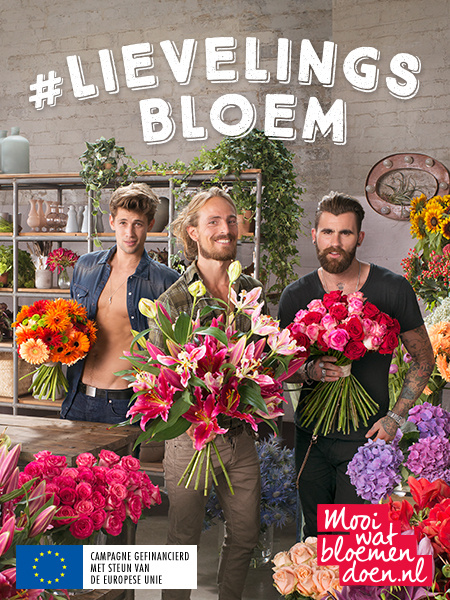 #LIEVELINGS
BLOEM
Mooi
wat
bloemen
doen.nl
CAMPAGNE GEFINANCIERD
MET STEUN VAN
DE EUROPESE UNIE